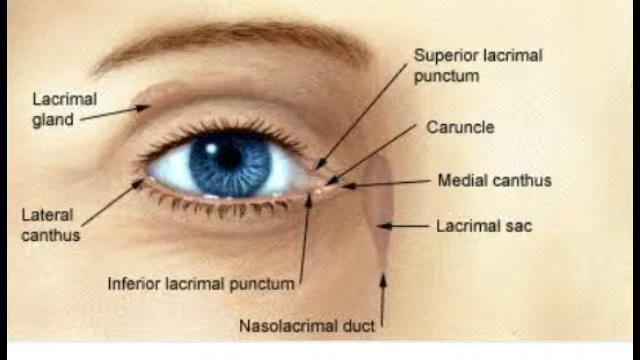 Superior lacrimal
punctum
Lacrimal
gland
Caruncle
Medial canthus
Lateral
canthus
Lacrimal sac
Inferior lacrimal punctum
Nasolacrimal duct